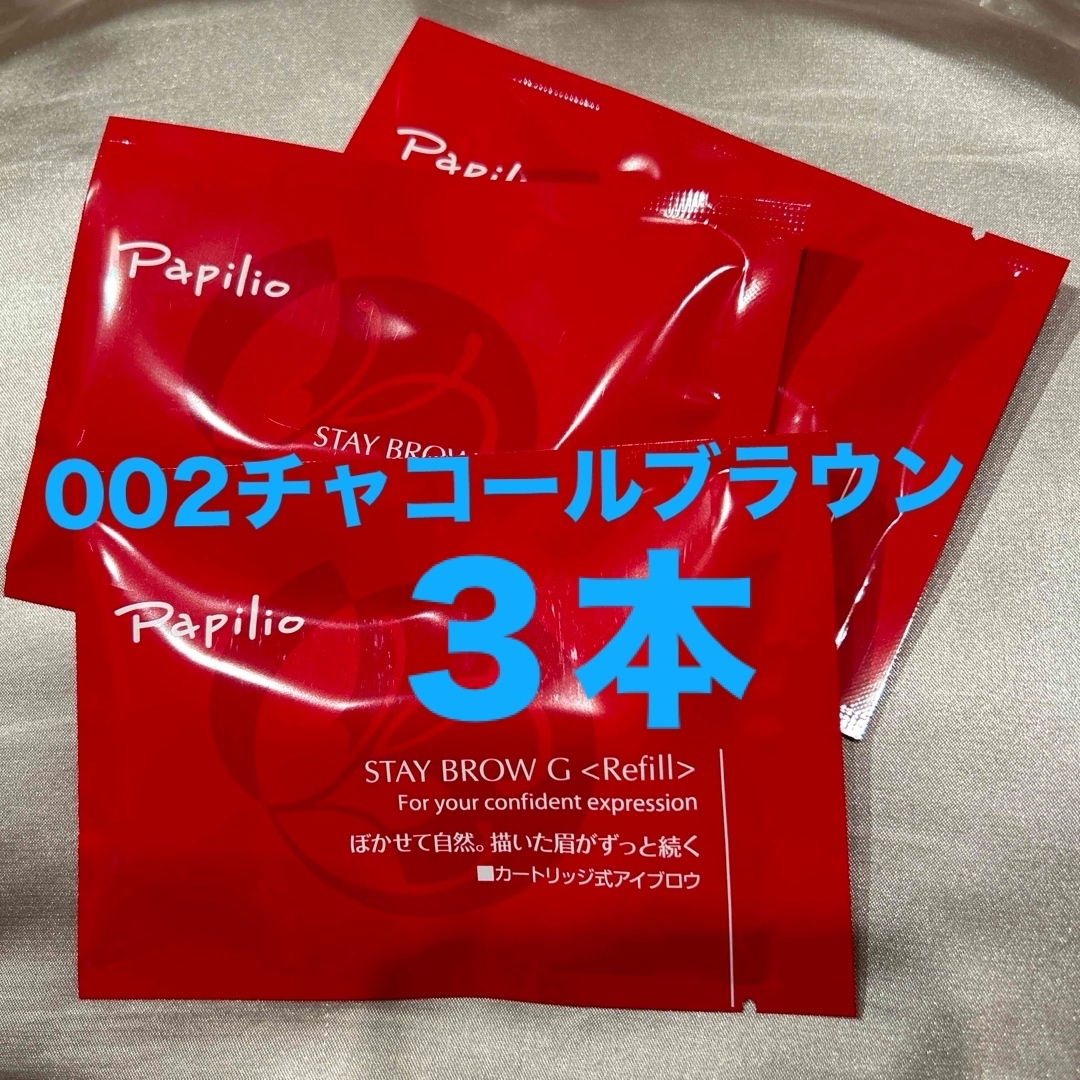 Papilio
Papilio
STAY BROW
002チャコールブラウン
3本
Papilio
STAY BROW G <Refill>
For your confident expression
ぼかせて自然。描いた眉がずっと続く
■カートリッジ式アイブロウ